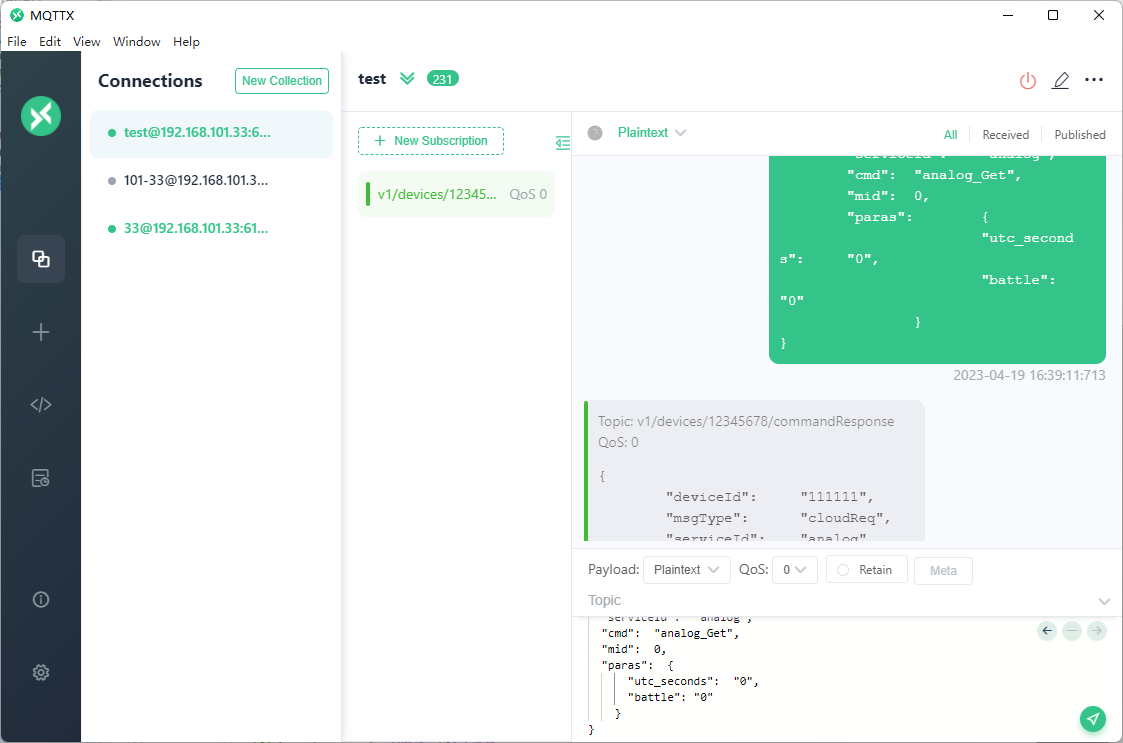 MQTTX
File Edit View Window Help
Connections
New Collection
test@192.168.101.33:6...
101-33@192.168.101.3...
33@192.168.101.33:61...
test 231
+ New Subscription
v1/devices/12345... QoS 0
Plaintext
All Received Published
"serviceId": "analog",
"cmd": "analog_Get",
"mid": 0,
"paras": {
"utc_second
s": "0",
"battle":
"0"
}
}
2023-04-19 16:39:11:713
Topic: v1/devices/12345678/commandResponse
QoS: 0
{
"deviceId": "111111",
"msgType": "cloudReq",
"serviceId": "analog"
Payload: Plaintext QoS: 0 Retain Meta
Topic
"serviceId": "analog",
"cmd": "analog_Get",
"mid": 0,
"paras": {
"utc_seconds": "0",
"battle": "0"
}
}